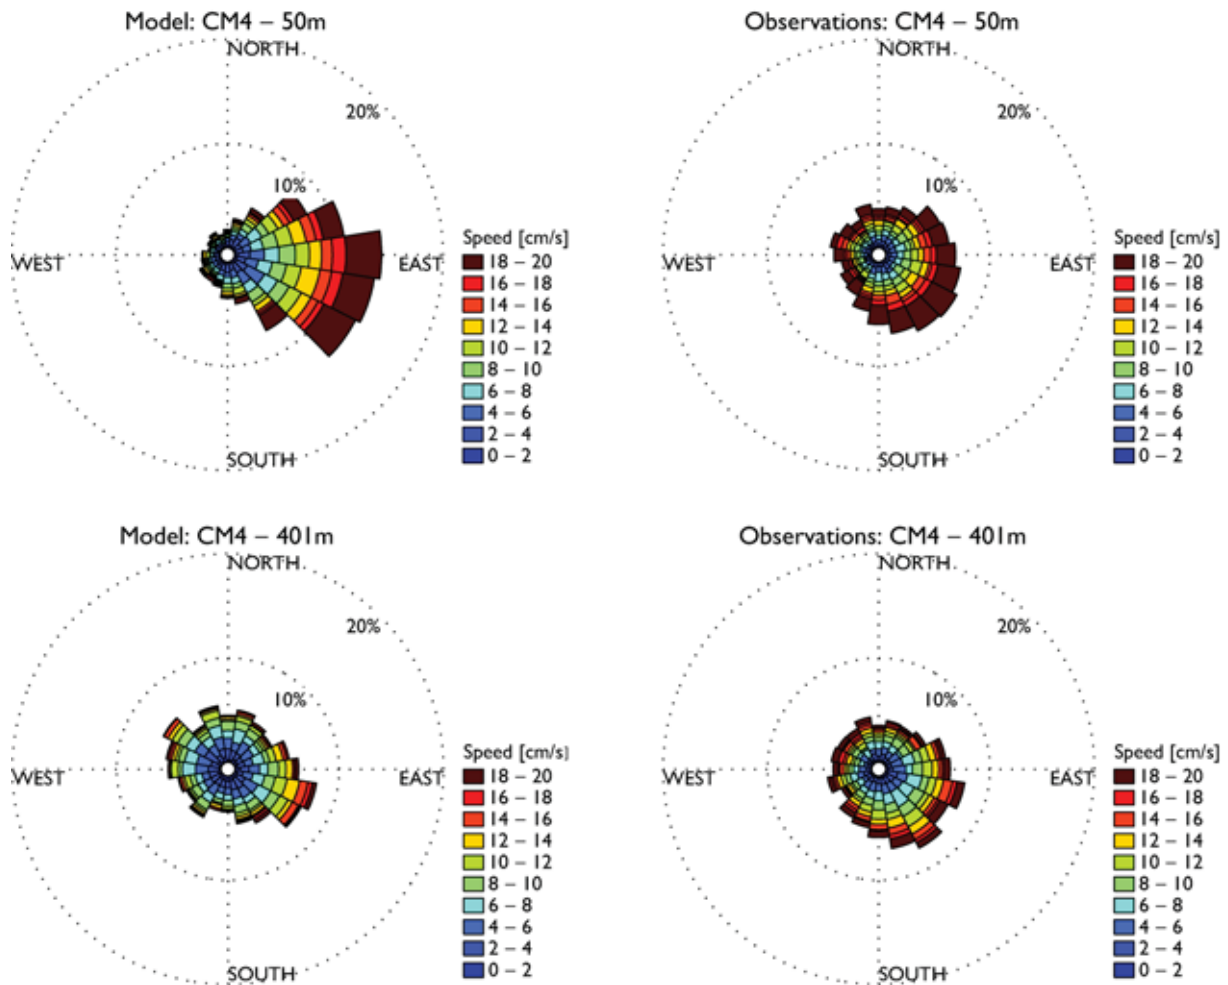 Model: CM4 – 50m
NORTH
20%
10%
WEST
EAST
SOUTH
Speed [cm/s]
18 – 20
16 – 18
14 – 16
12 – 14
10 – 12
8 – 10
6 – 8
4 – 6
2 – 4
0 – 2
Observations: CM4 – 50m
NORTH
20%
10%
WEST
EAST
SOUTH
Speed [cm/s]
18 – 20
16 – 18
14 – 16
12 – 14
10 – 12
8 – 10
6 – 8
4 – 6
2 – 4
0 – 2
Model: CM4 – 401m
NORTH
20%
10%
WEST
EAST
SOUTH
Speed [cm/s]
18 – 20
16 – 18
14 – 16
12 – 14
10 – 12
8 – 10
6 – 8
4 – 6
2 – 4
0 – 2
Observations: CM4 – 401m
NORTH
20%
10%
WEST
EAST
SOUTH
Speed [cm/s]
18 – 20
16 – 18
14 – 16
12 – 14
10 – 12
8 – 10
6 – 8
4 – 6
2 – 4
0 – 2